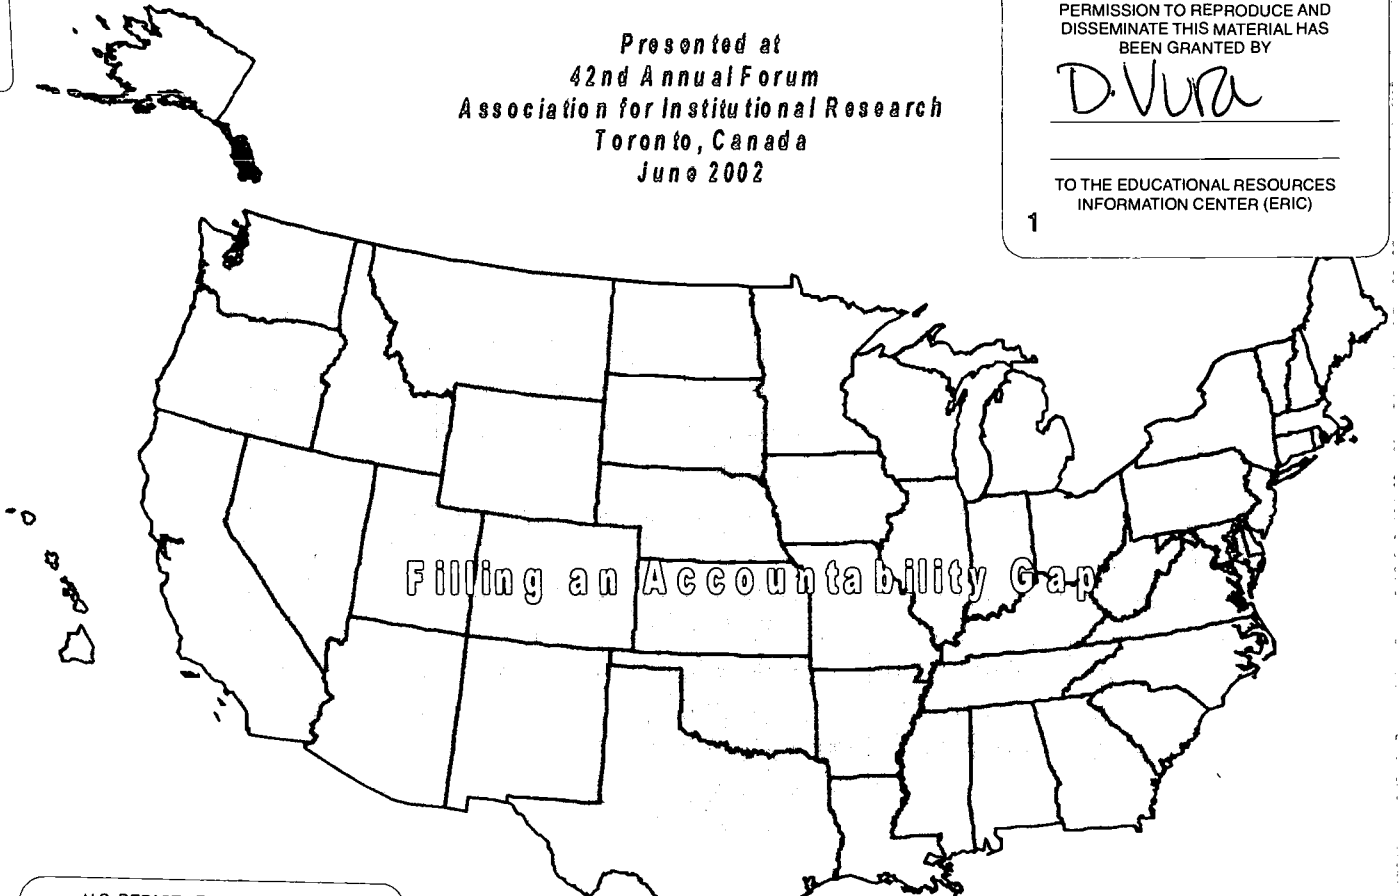 Presented at
42nd Annual Forum
Association for Institutional Research
Toronto, Canada
June 2002
PERMISSION TO REPRODUCE AND
DISSEMINATE THIS MATERIAL HAS
BEEN GRANTED BY
D. Vura
TO THE EDUCATIONAL RESOURCES
INFORMATION CENTER (ERIC)
1
Filling an Accountability Gap